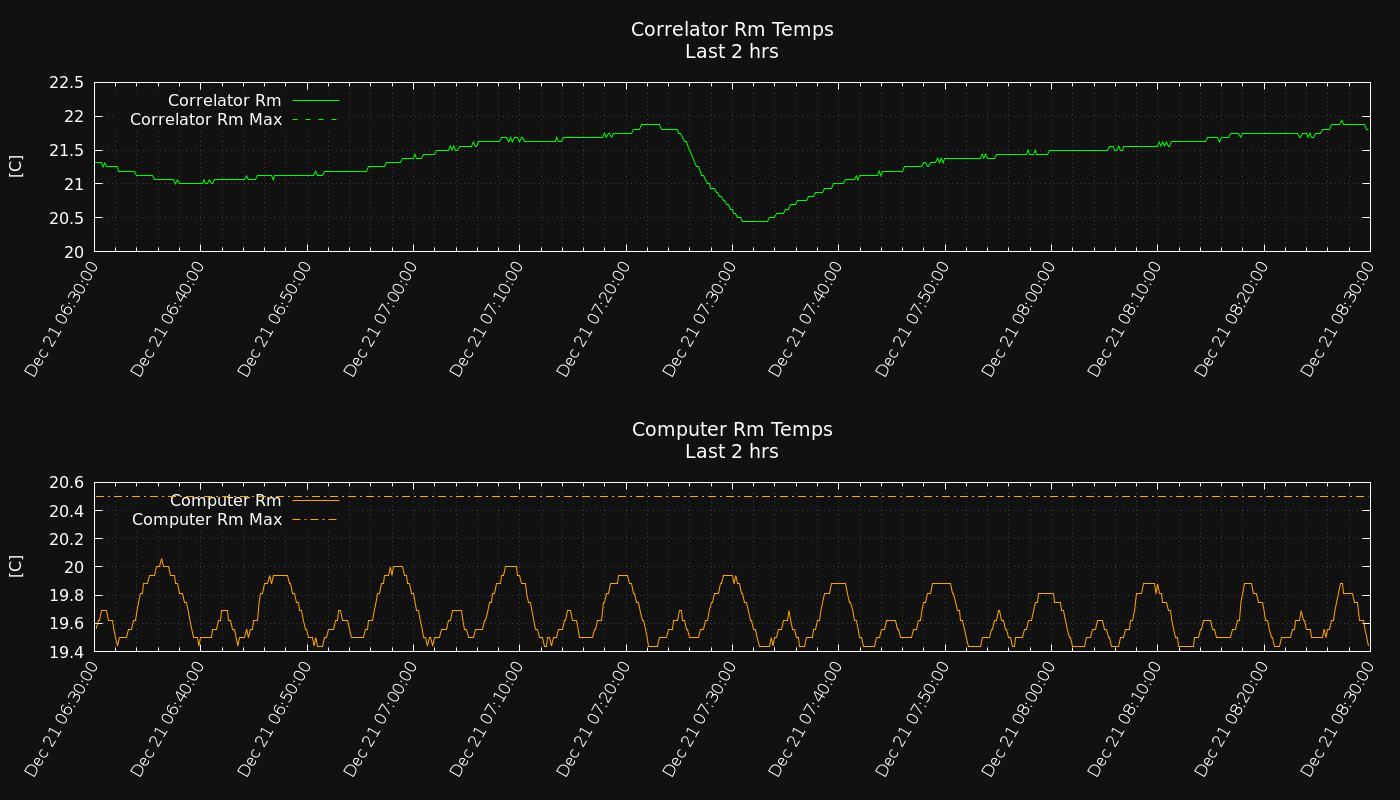 Correlator Rm Temps
Last 2 hrs
22.5
22
21.5
21
20.5
20
[C]
Correlator Rm
Correlator Rm Max
Dec 21 06:30:00
Dec 21 06:40:00
Dec 21 06:50:00
Dec 21 07:00:00
Dec 21 07:10:00
Dec 21 07:20:00
Dec 21 07:30:00
Dec 21 07:40:00
Dec 21 07:50:00
Dec 21 08:00:00
Dec 21 08:10:00
Dec 21 08:20:00
Dec 21 08:30:00
Computer Rm Temps
Last 2 hrs
20.6
20.4
20.2
20
19.8
19.6
19.4
[C]
Computer Rm
Computer Rm Max
Dec 21 06:30:00
Dec 21 06:40:00
Dec 21 06:50:00
Dec 21 07:00:00
Dec 21 07:10:00
Dec 21 07:20:00
Dec 21 07:30:00
Dec 21 07:40:00
Dec 21 07:50:00
Dec 21 08:00:00
Dec 21 08:10:00
Dec 21 08:20:00
Dec 21 08:30:00